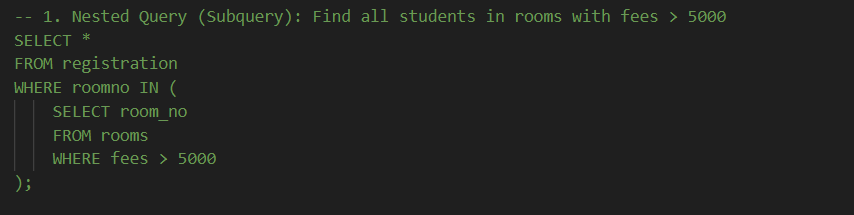 -- 1. Nested Query (Subquery): Find all students in rooms with fees > 5000
SELECT *
FROM registration
WHERE roomno IN (
    SELECT room_no
    FROM rooms
    WHERE fees > 5000
);